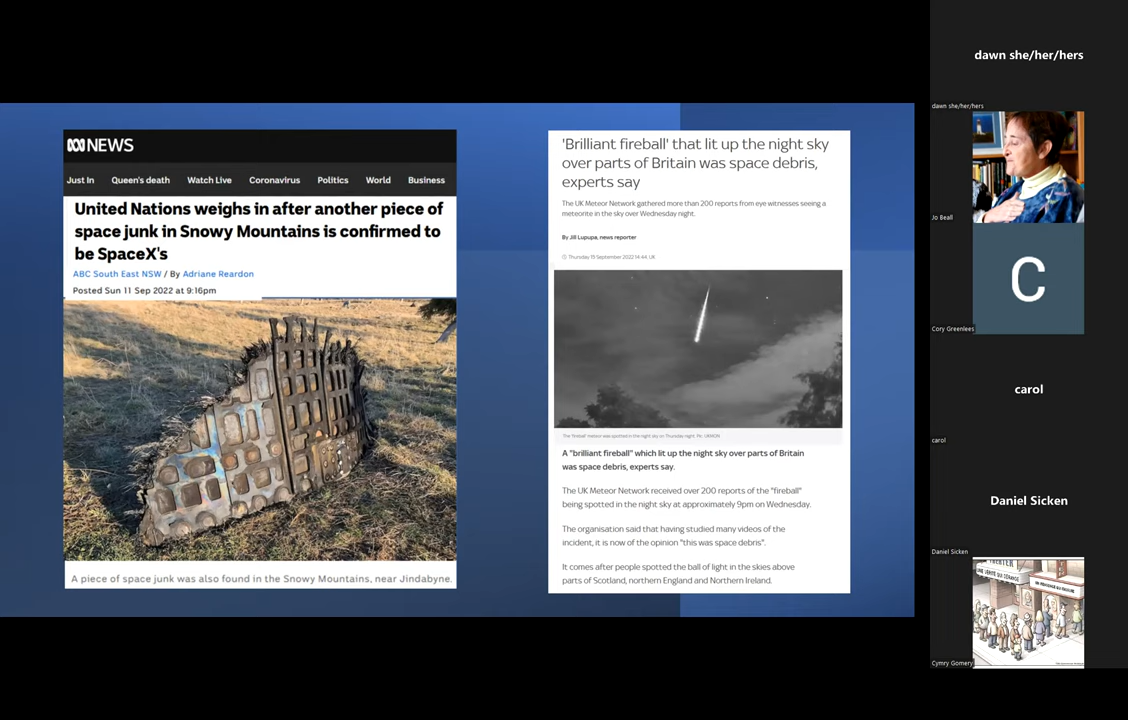 NEWS
Just In Queen's death Watch Live Coronavirus Politics World Business
United Nations weighs in after another piece of
space junk in Snowy Mountains is confirmed to
be SpaceX's
ABC South East NSW / By Adriane Reardon
Posted Sun 11 Sep 2022 at 9:16pm
A piece of space junk was also found in the Snowy Mountains, near Jindabyne.
'Brilliant fireball' that lit up the night sky
over parts of Britain was space debris,
experts say
The UK Meteor Network gathered more than 200 reports from eye witnesses seeing a
meteorite in the sky over Wednesday night.
By Jill Lupupa, news reporter
Thursday 15 September 2022 14:44, UK
The 'fireball' meteor was spotted in the night sky on Thursday night. Pic: UKMON
A "brilliant fireball" which lit up the night sky over parts of Britain
was space debris, experts say.
The UK Meteor Network received over 200 reports of the "fireball"
being spotted in the night sky at approximately 9pm on Wednesday.
The organisation said that having studied many videos of the
incident, it is now of the opinion "this was space debris".
It comes after people spotted the ball of light in the skies above
parts of Scotland, northern England and Northern Ireland.
dawn she/her/hers
dawn she/her/hers
Jo Beall
C
Cory Greenlees
carol
carol
Daniel Sicken
Daniel Sicken
Cymry Gomery